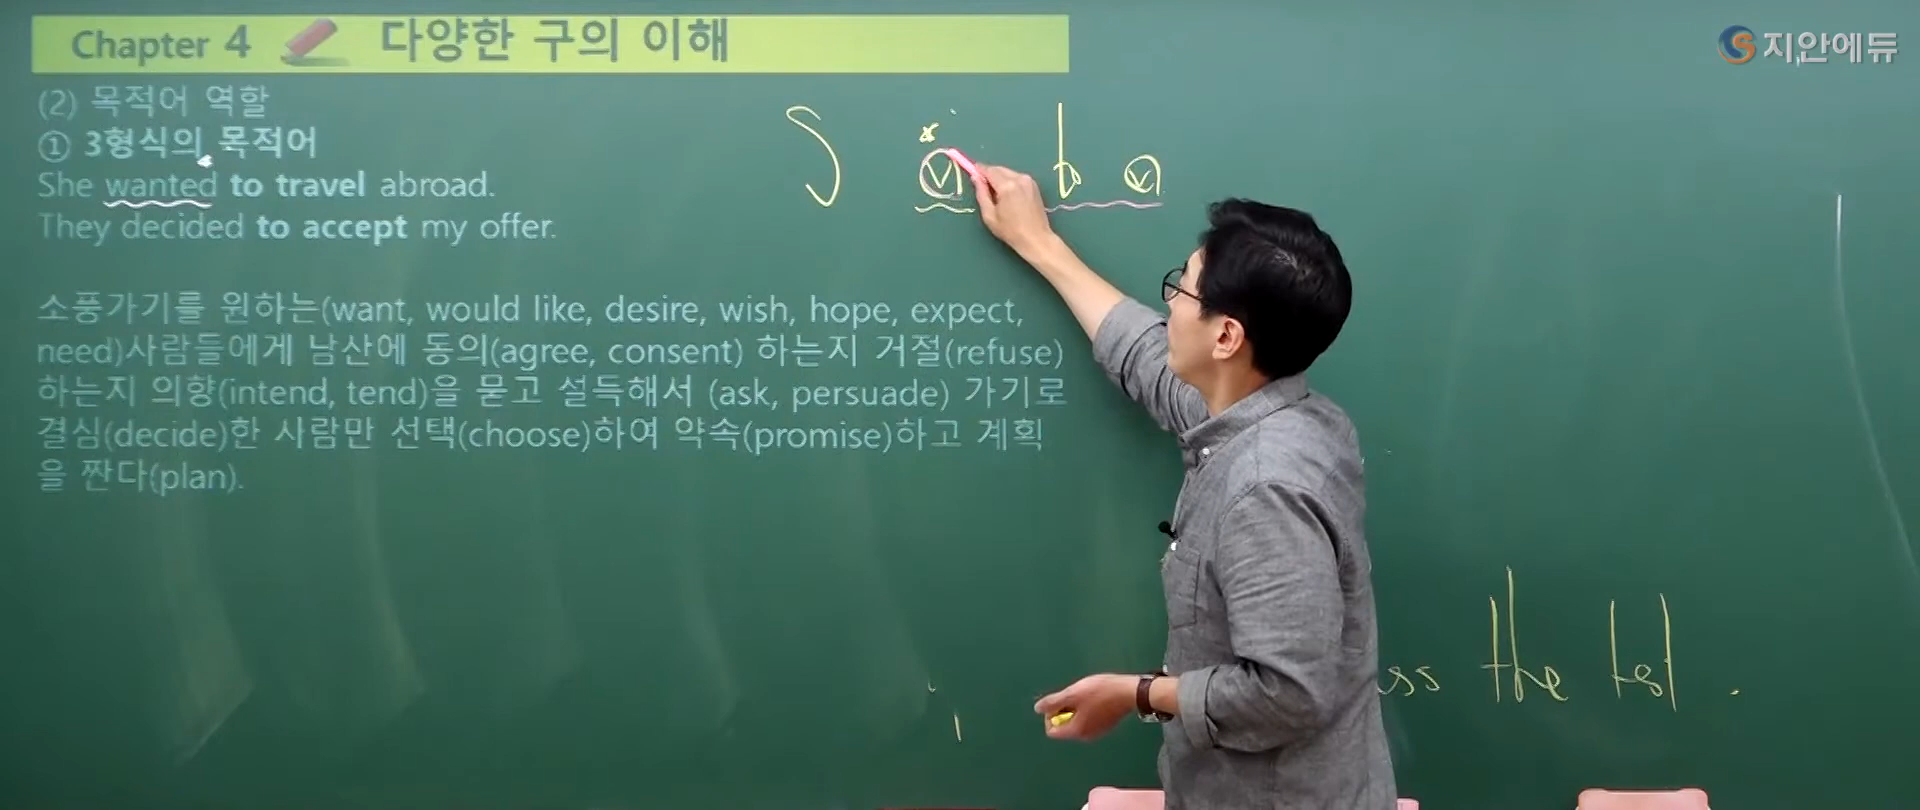 Chapter 4 다양한 구의 이해
지안에듀
(2) 목적어 역할
① 3형식의 목적어
She wanted to travel abroad.
They decided to accept my offer.
소풍가기를 원하는(want, would like, desire, wish, hope, expect,
need)사람들에게 남산에 동의(agree, consent) 하는지 거절(refuse)
하는지 의향(intend, tend)을 묻고 설득해서 (ask, persuade) 가기로
결심(decide)한 사람만 선택(choose)하여 약속(promise)하고 계획
을 짠다(plan).
S V to V
ss the test.